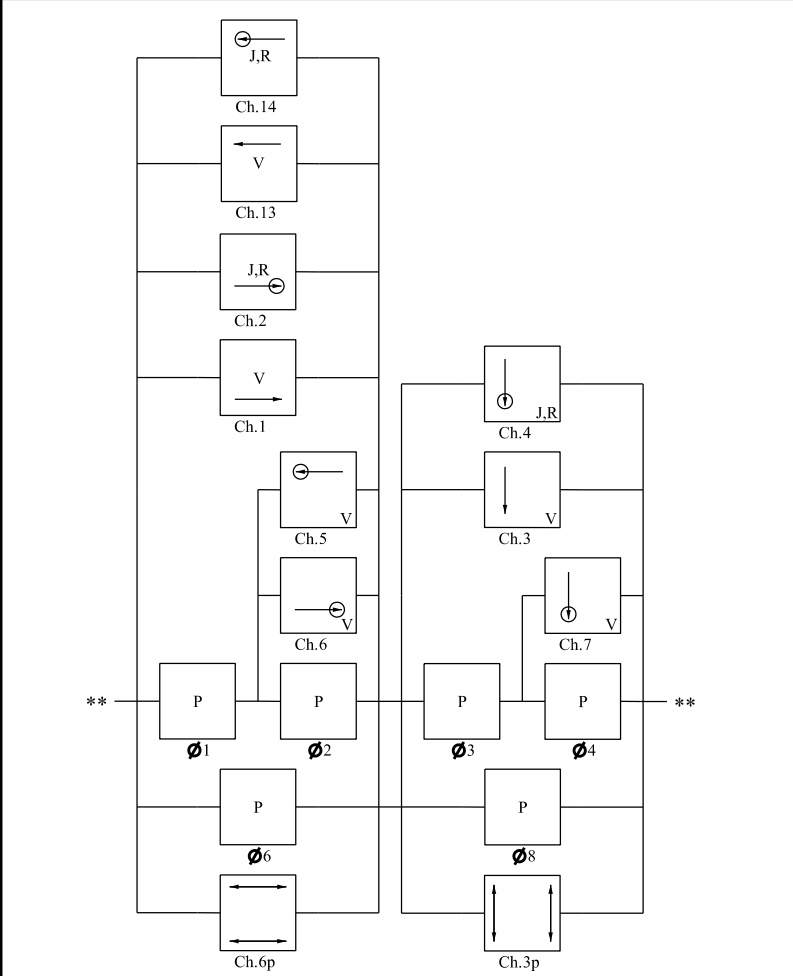 J,R
Ch.14
V
Ch.13
J,R
Ch.2
V
Ch.1
J,R
Ch.4
V
Ch.5
V
Ch.3
V
Ch.6
V
Ch.7
** P P P P **
Ø1 Ø2 Ø3 Ø4
P P
Ø6 Ø8
Ch.6p Ch.3p